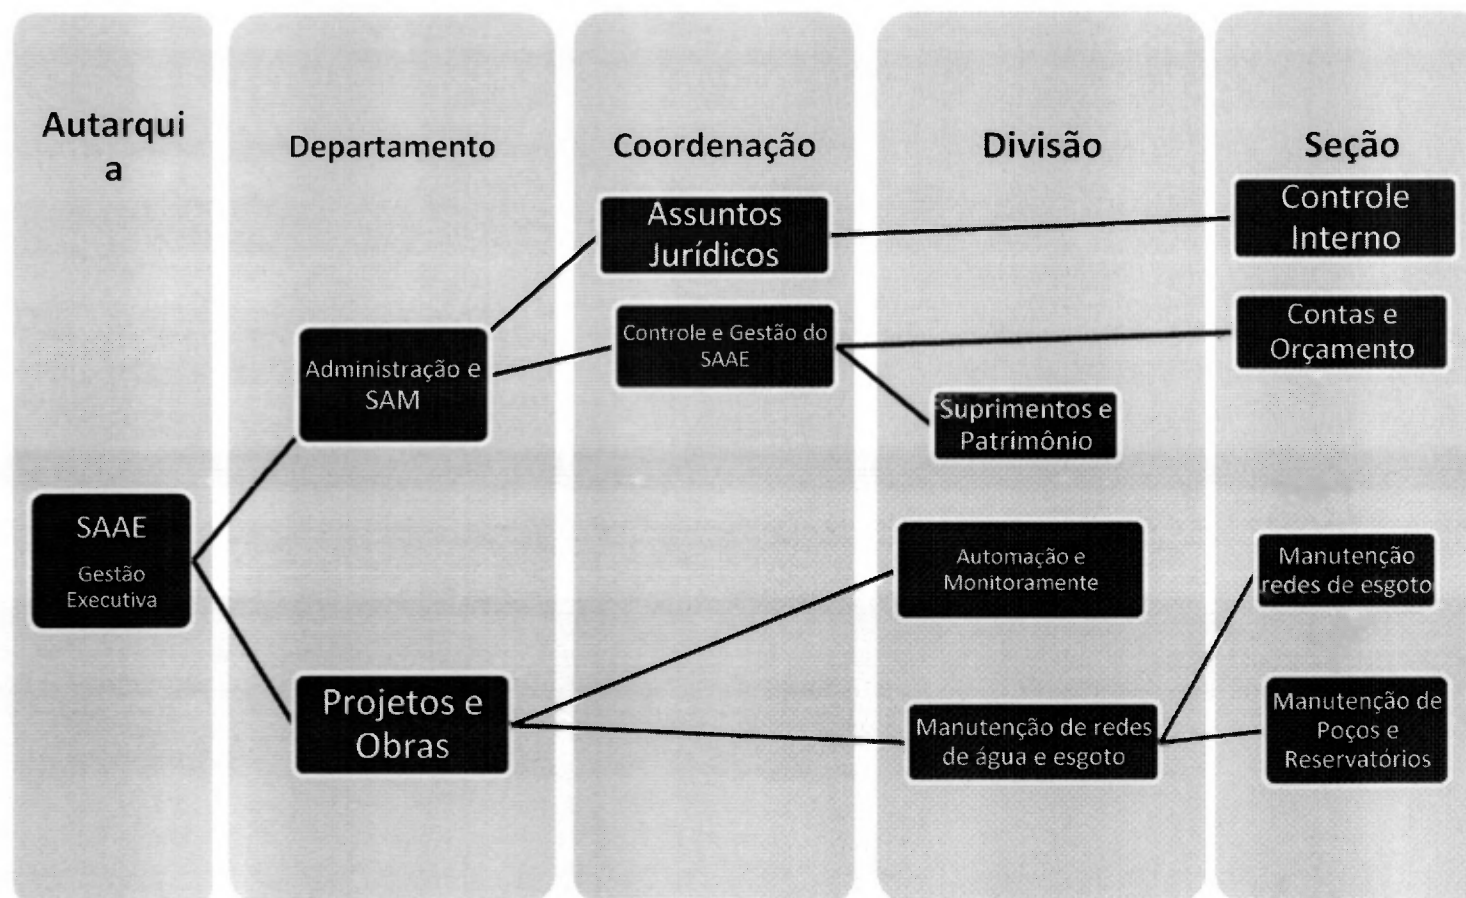 Autarqui
a
Departamento
Coordenação
Divisão
Seção
Assuntos
Jurídicos
Controle
Interno
Controle e Gestão do
SAAE
Contas e
Orçamento
Administração e
SAM
Suprimentos e
Patrimônio
SAAE
Gestão
Executiva
Automação e
Monitoramente
Manutenção
redes de esgoto
Projetos e
Obras
Manutenção de redes
de água e esgoto
Manutenção de
Poços e
Reservatórios